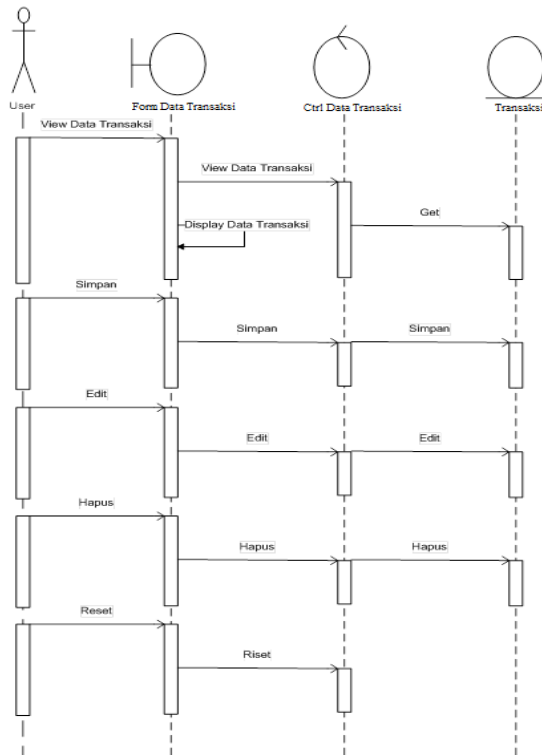 User
Form Data Transaksi
Ctrl Data Transaksi
Transaksi
View Data Transaksi
View Data Transaksi
Display Data Transaksi
Get
Simpan
Simpan
Simpan
Edit
Edit
Edit
Hapus
Hapus
Hapus
Reset
Riset